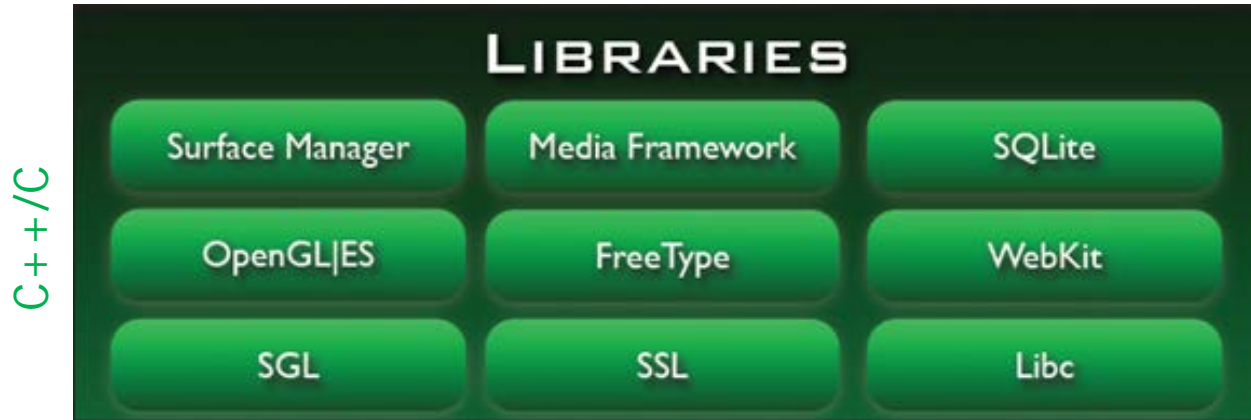 LIBRARIES
Surface Manager Media Framework SQLite
OpenGL|ES FreeType WebKit
SGL SSL Libc
C++/C